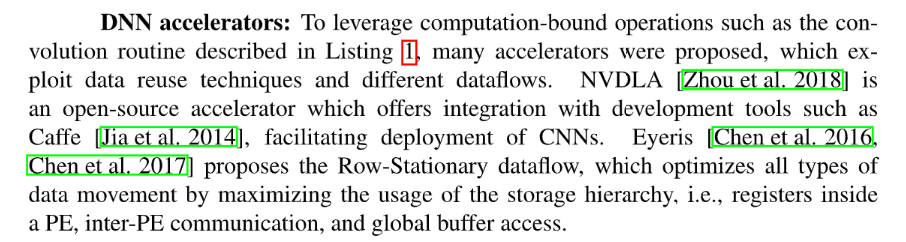 DNN accelerators: To leverage computation-bound operations such as the con-
volution routine described in Listing 1, many accelerators were proposed, which ex-
ploit data reuse techniques and different dataflows. NVDLA [Zhou et al. 2018] is
an open-source accelerator which offers integration with development tools such as
Caffe [Jia et al. 2014], facilitating deployment of CNNs. Eyeris [Chen et al. 2016,
Chen et al. 2017] proposes the Row-Stationary dataflow, which optimizes all types of
data movement by maximizing the usage of the storage hierarchy, i.e., registers inside
a PE, inter-PE communication, and global buffer access.